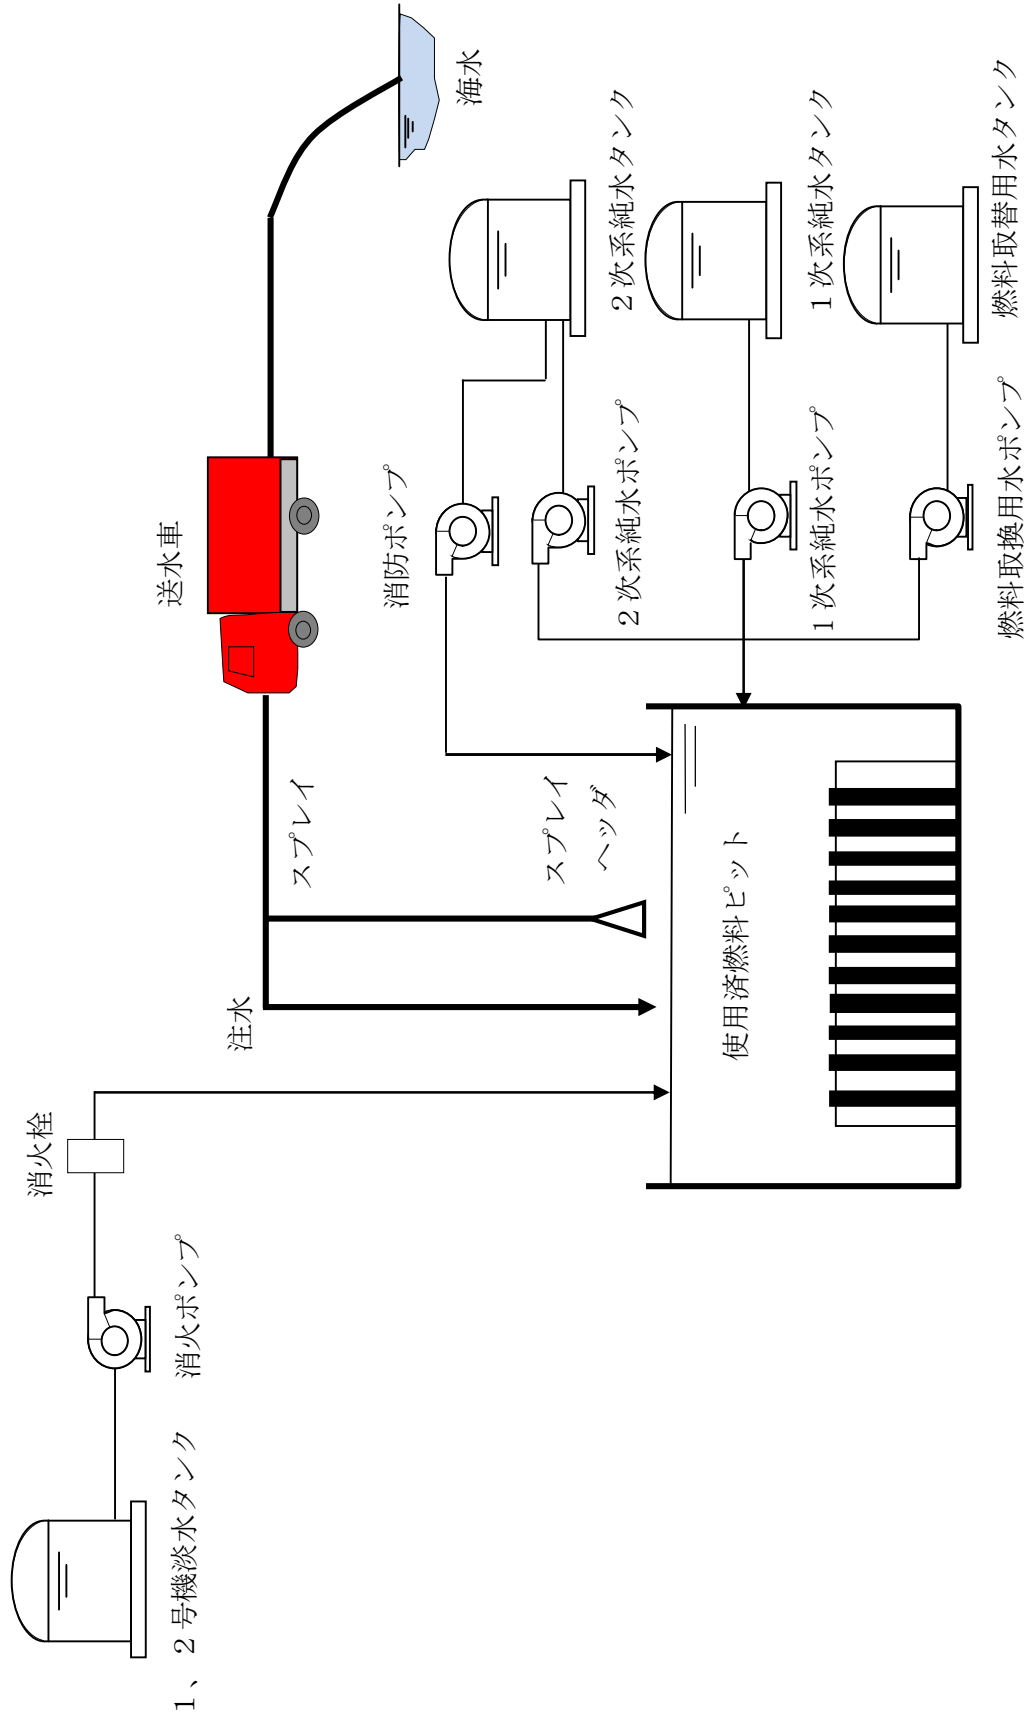 送水車
海水
消火栓
注水
スプレイ
消防ポンプ
2次系純水タンク
消火ポンプ
1、2号機淡水タンク
スプレイ
ヘッダ
2次系純水ポンプ
1次系純水タンク
使用済燃料ピット
1次系純水ポンプ
燃料取替用水タンク
燃料取換用水ポンプ